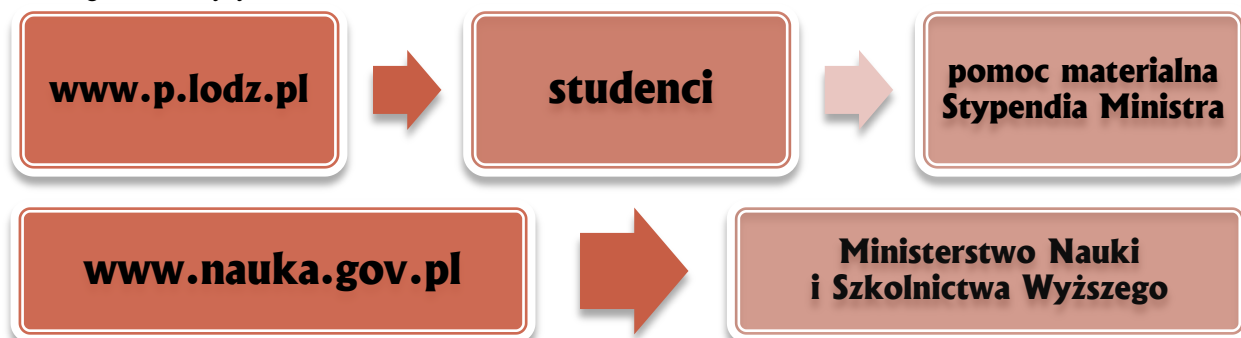 www.p.lodz.pl
studenci
pomoc materialna
Stypendia Ministra
www.nauka.gov.pl
Ministerstwo Nauki
i Szkolnictwa Wyższego